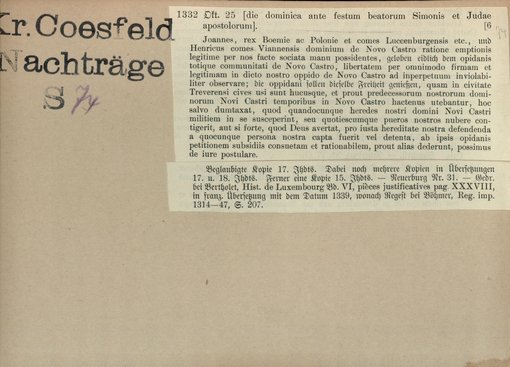 Kr. Coesfeld
Nachträge
S 74
1332 Okt. 25 [die dominica ante festum beatorum Simonis et Judae
apostolorum]. [6
Joannes, rex Boemie ac Polonie et comes Luccenburgensis etc., und
Henricus comes Viannensis dominium de Novo Castro ratione emptionis
legitime per nos facte sociata manu possidentes, geloben eidlich dem opidanis
totique communitati de Novo Castro, libertatem per omnimodo firmam et
legitimam in dicto nostro oppido de Novo Castro ad inperpetuum inviolabi-
liter observare; die oppidani sollen dieselbe Freiheit genießen, quam in civitate
Treverensi cives usi sunt hucusque, et prout predecessorum nostrorum domi-
norum Novi Castri temporibus in Novo Castro hactenus utebantur, hoc
salvo dumtaxat, quod quandocunque heredes nostri domini Novi Castri
militiem in se susceperint, seu quotiescumque pueros nostros nubere con-
tigerit, aut si forte, quod Deus avertat, pro iusta hereditate nostra defendenda
a quocunque persona nostra capta fuerit vel detenta, ab ipsis opidanis
petitionem subsidii consuetam et rationabilem, prout alias dederunt, possimus
de iure postulare.
Beglaubigte Kopie 17. Jhdts. Dabei noch mehrere Kopien in Übersetzungen
17. u. 18. Jhdts. Ferner eine Kopie 15. Jhdts. — Neuerburg Nr. 31. — Gedr.
bei Bertholet, Hist. de Luxembourg Bd. VI, pièces justificatives pag. XXXVIII,
in franz. Übersetzung mit dem Datum 1339, wonach Regest bei Böhmer, Reg. imp.
1314—47, S. 207.